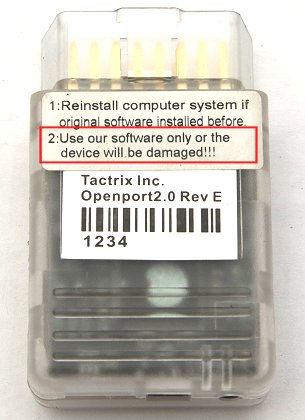 1:Reinstall computer system if
original software installed before.
2:Use our software only or the
device will be damaged!!!
Tactrix Inc.
Openport2.0 Rev E
1234